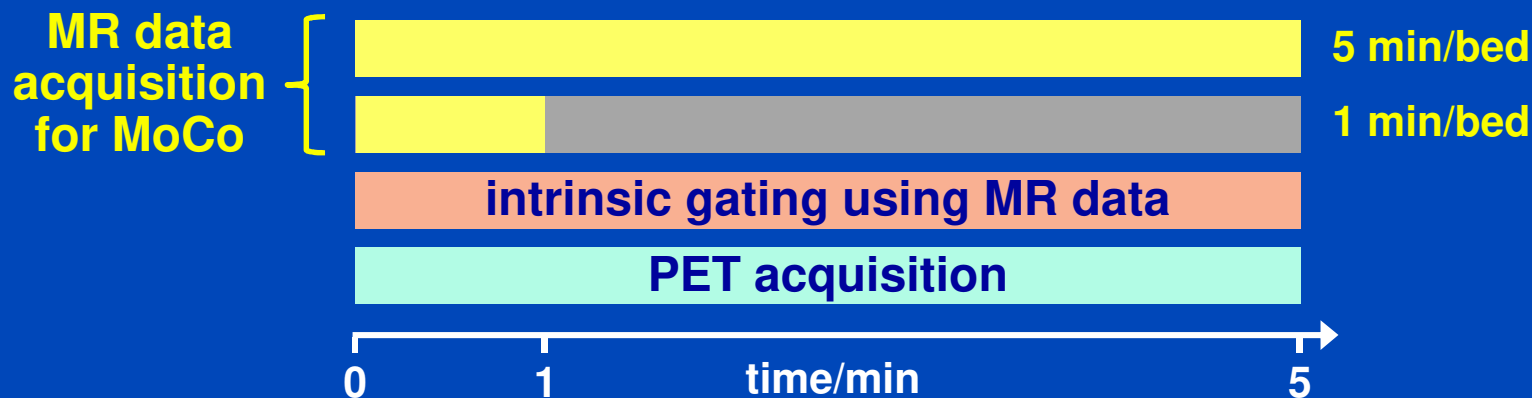 MR data
acquisition
for MoCo
5 min/bed
1 min/bed
intrinsic gating using MR data
PET acquisition
0
1
time/min
5